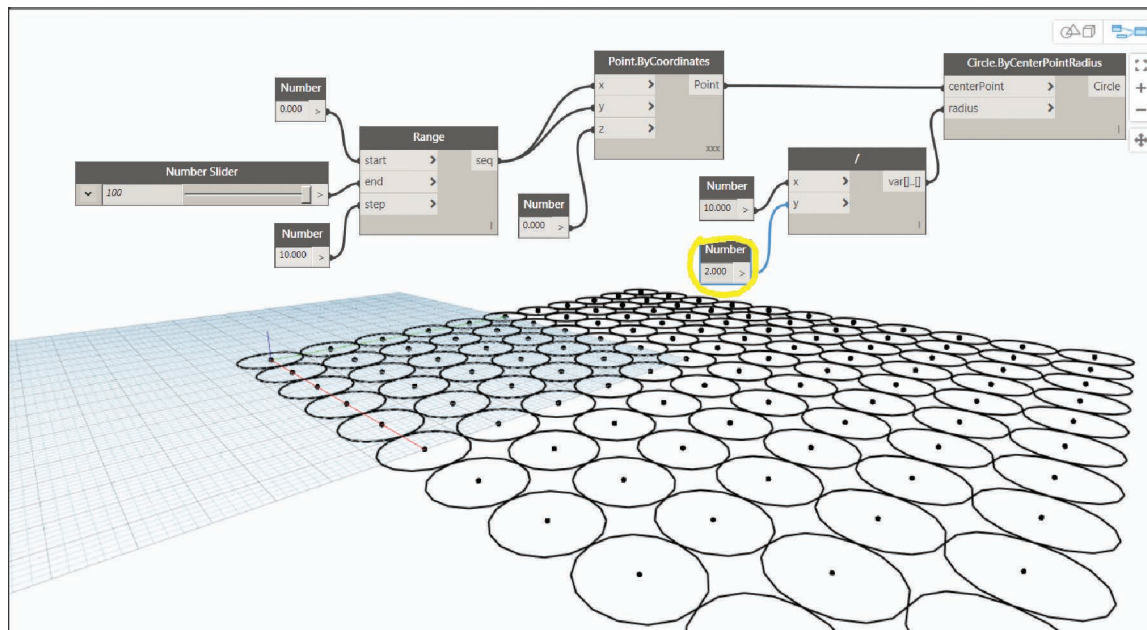 Point.ByCoordinates
x > Point
y >
z >
xxx
Circle.ByCenterPointRadius
centerPoint > Circle
radius >
l
+
−
Number
0.000 >
Range
start > seq
end >
step >
l
Number Slider
100 >
Number
10.000 >
Number
0.000 >
/
x > var[]..[]
y >
l
Number
10.000 >
Number
2.000 >